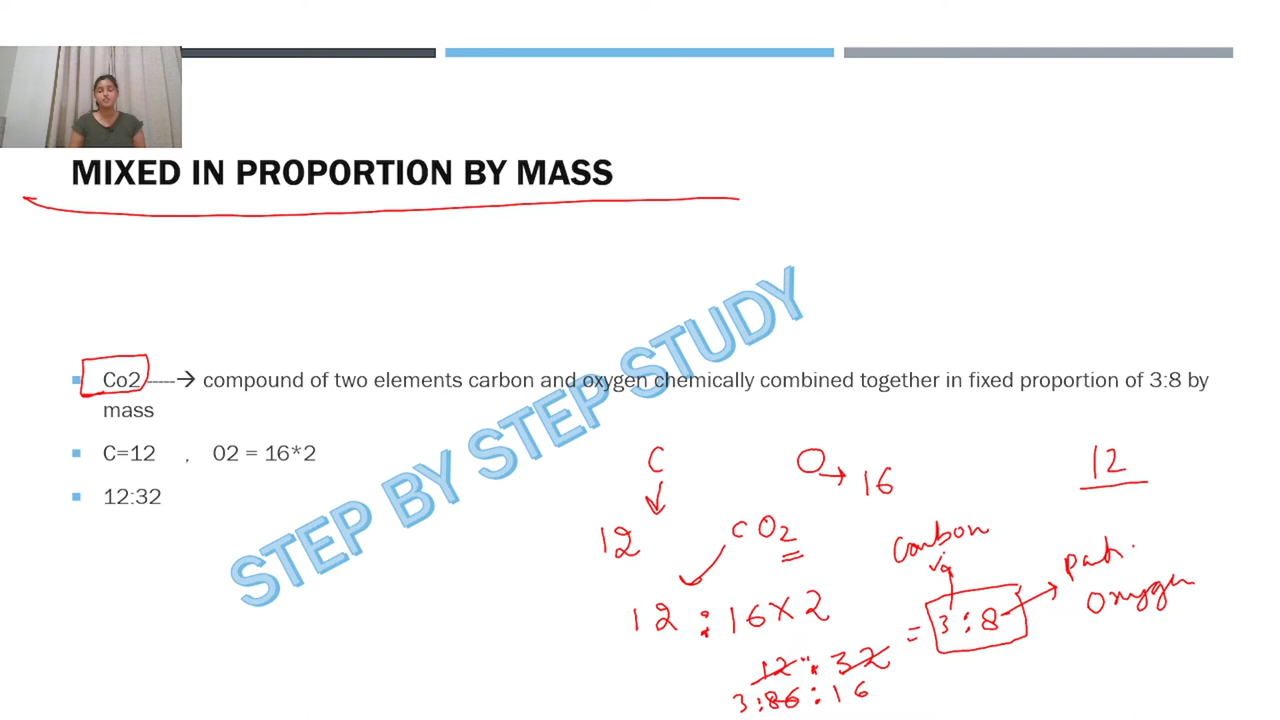 MIXED IN PROPORTION BY MASS
STEP BY STEP STUDY
Co2 -----→ compound of two elements carbon and oxygen chemically combined together in fixed proportion of 3:8 by
mass
C=12 , 02 = 16*2
12:32
C O → 16 12
12 CO2 Carbon
12 : 16 X 2 = 3 : 8 → Oxygen
12 : 32
3 : 86 : 16